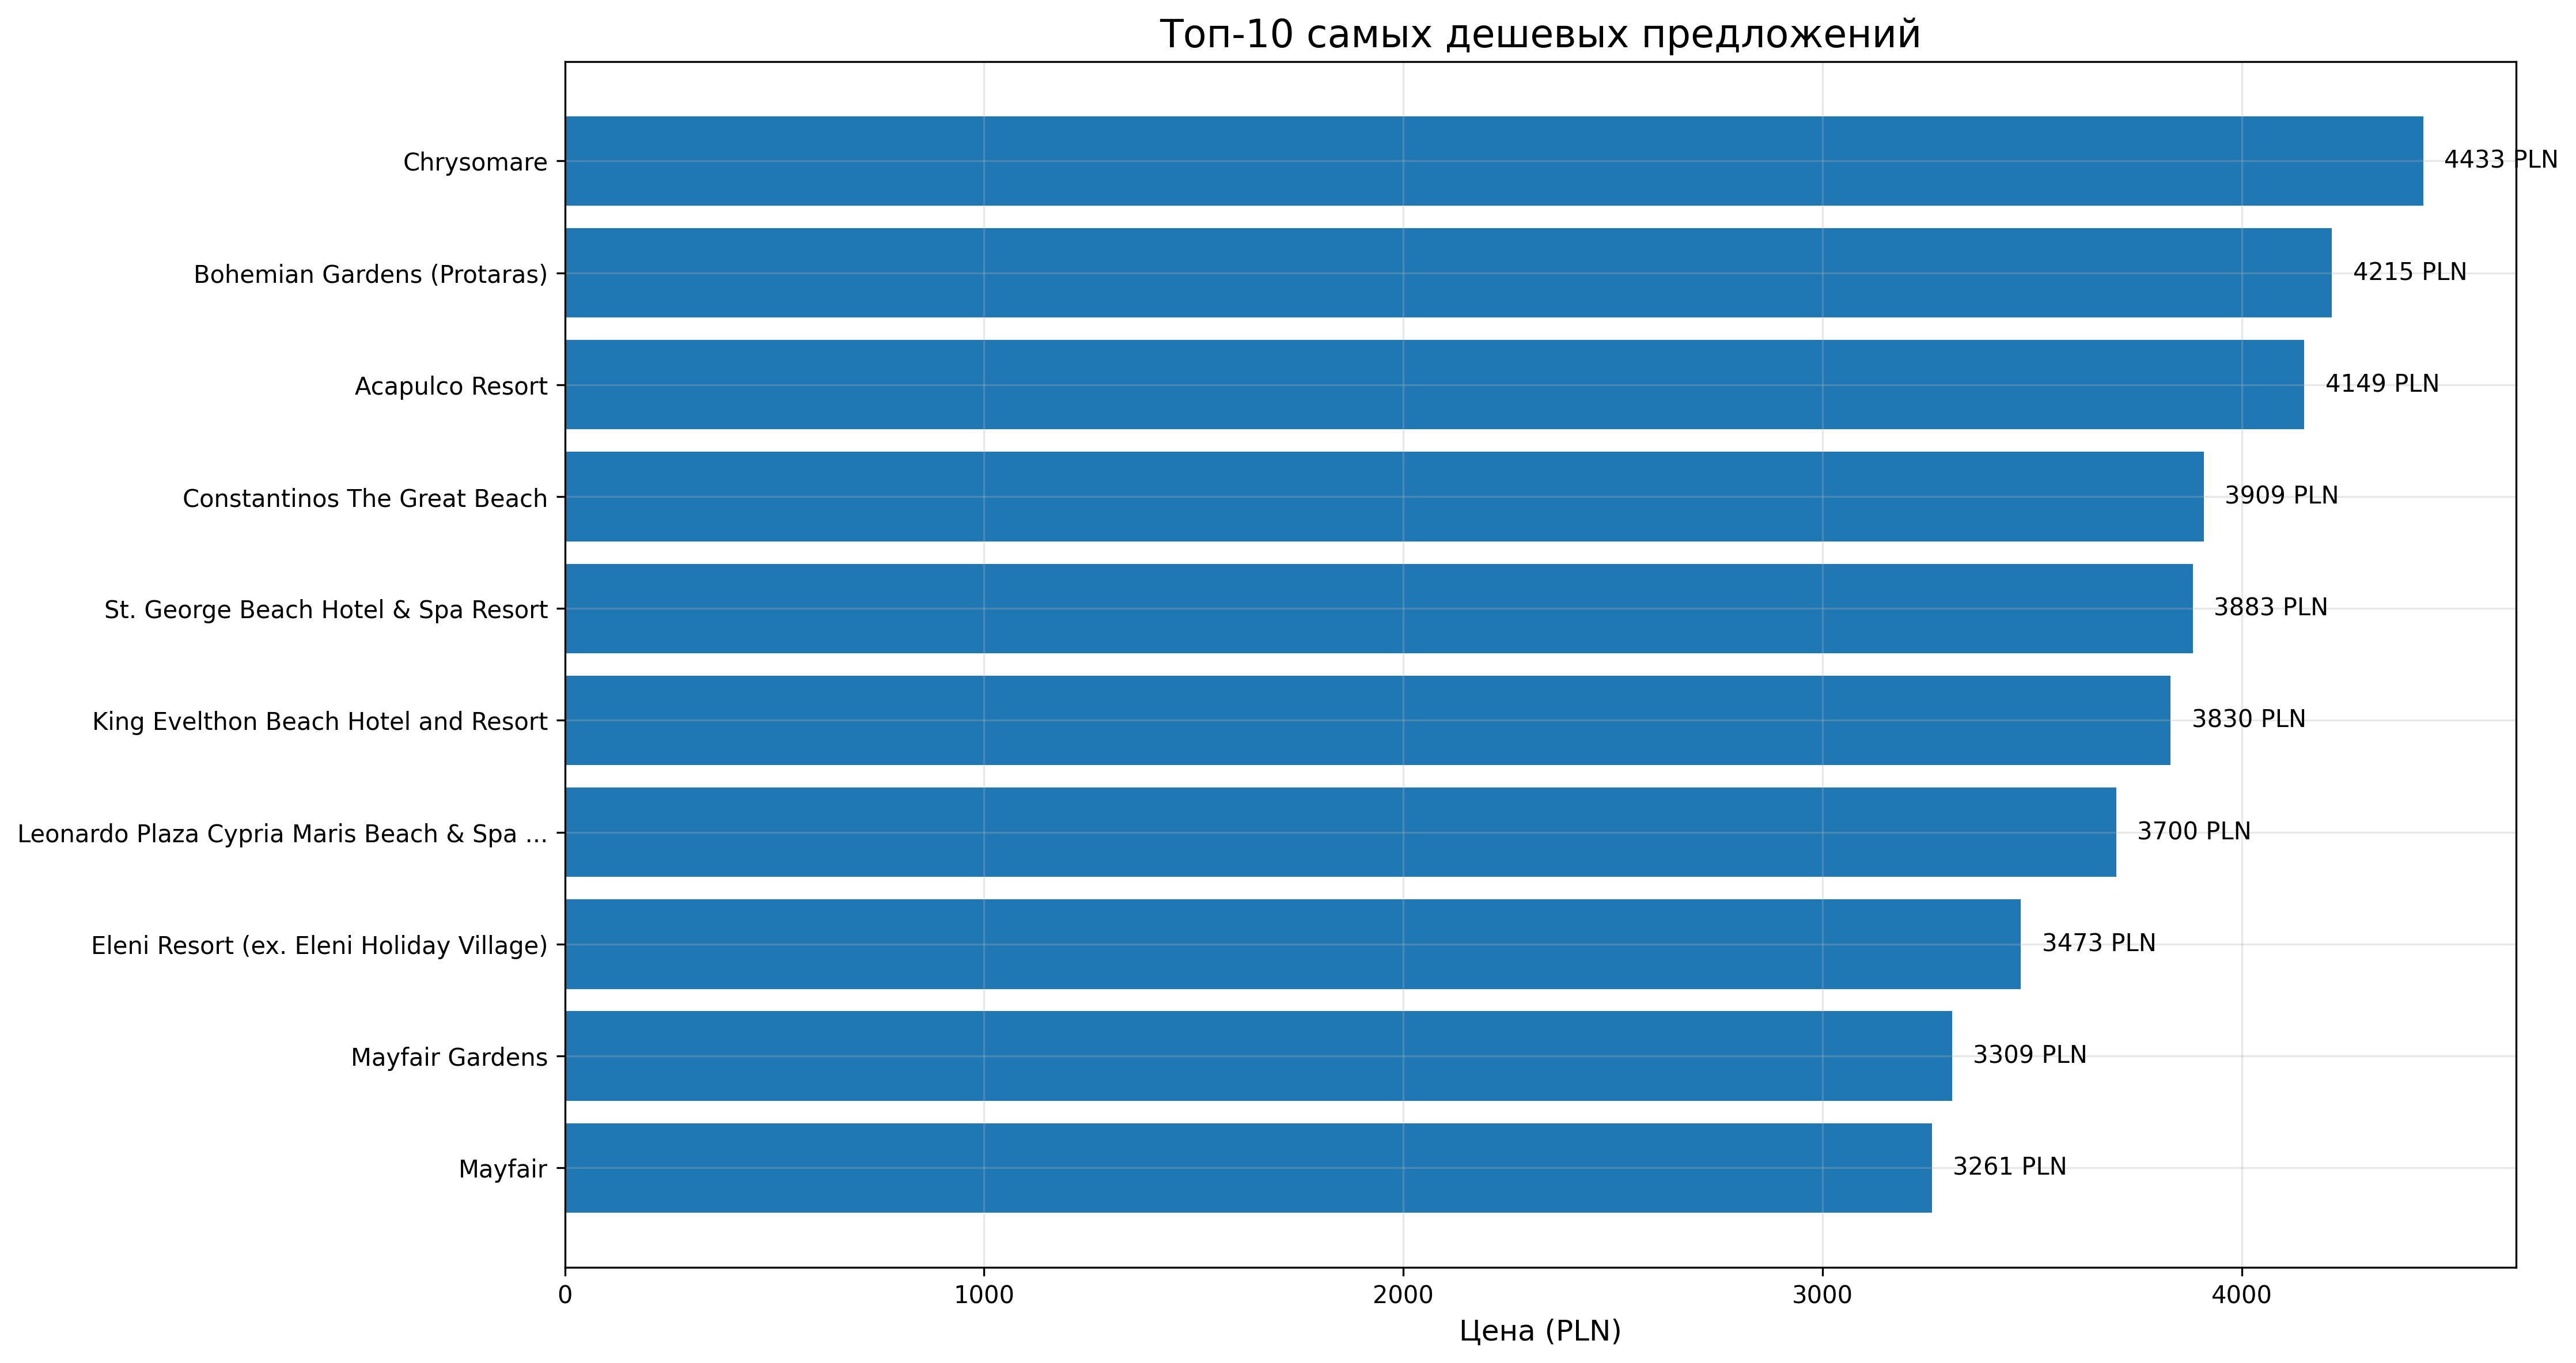 Топ-10 самых дешевых предложений
Chrysomare
4433 PLN
Bohemian Gardens (Protaras)
4215 PLN
Acapulco Resort
4149 PLN
Constantinos The Great Beach
3909 PLN
St. George Beach Hotel & Spa Resort
3883 PLN
King Evelthon Beach Hotel and Resort
3830 PLN
Leonardo Plaza Cypria Maris Beach & Spa ...
3700 PLN
Eleni Resort (ex. Eleni Holiday Village)
3473 PLN
Mayfair Gardens
3309 PLN
Mayfair
3261 PLN
0 1000 2000 3000 4000
Цена (PLN)